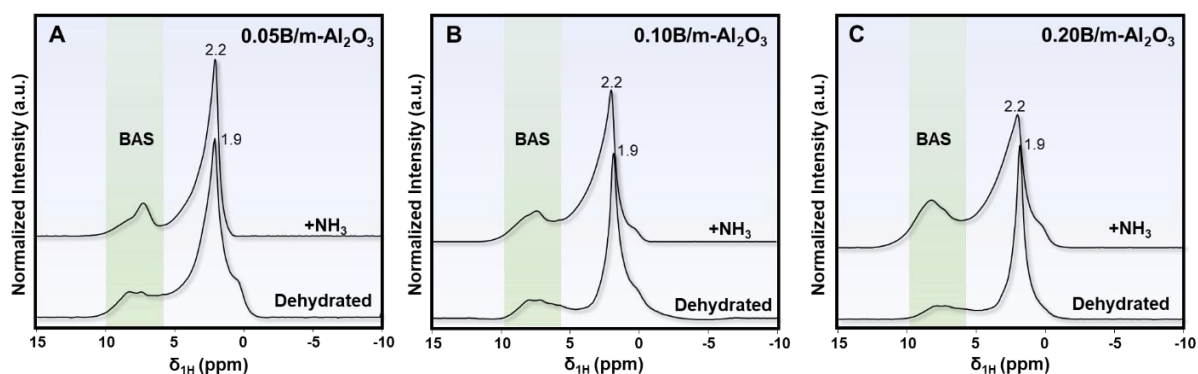 A
0.05B/m-Al₂O₃
2.2
BAS
1.9
+NH₃
Dehydrated
Normalized Intensity (a.u.)
15 10 5 0 -5 -10
δ₁H (ppm)
B
0.10B/m-Al₂O₃
2.2
BAS
1.9
+NH₃
Dehydrated
Normalized Intensity (a.u.)
15 10 5 0 -5 -10
δ₁H (ppm)
C
0.20B/m-Al₂O₃
2.2
BAS
1.9
+NH₃
Dehydrated
Normalized Intensity (a.u.)
15 10 5 0 -5 -10
δ₁H (ppm)